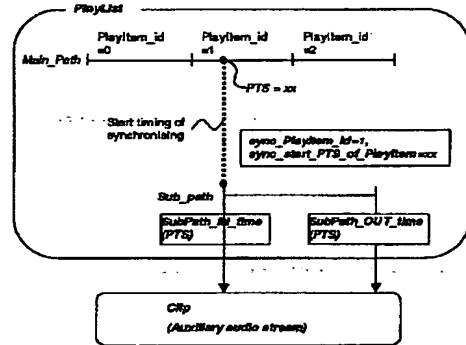 PlayList
PlayItem_id
=0
PlayItem_id
=1
PlayItem_id
=2
Main_Path
PTS = xx
Start timing of
synchronising
sync_PlayItem_id=1,
sync_start_PTS_of_PlayItem=xx
Sub_path
SubPath_IN_time
(PTS)
SubPath_OUT_time
(PTS)
Clip
(Auxiliary audio stream)